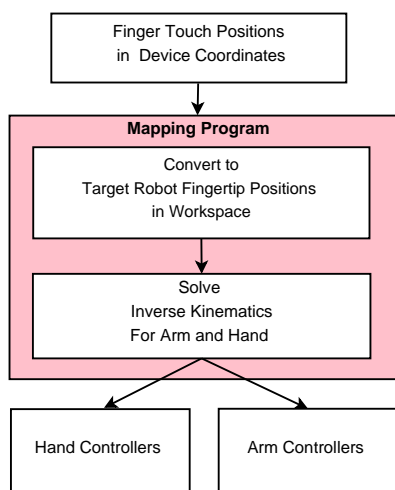 Finger Touch Positions
in Device Coordinates
Mapping Program
Convert to
Target Robot Fingertip Positions
in Workspace
Solve
Inverse Kinematics
For Arm and Hand
Hand Controllers
Arm Controllers